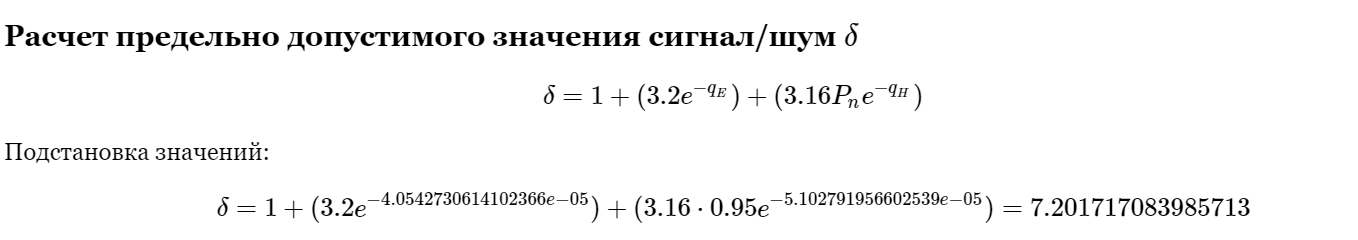 Расчет предельно допустимого значения сигнал/шум δ
δ = 1 + (3.2e^{−q_E}) + (3.16P_n e^{−q_H})
Подстановка значений:
δ = 1 + (3.2e^{−4.0542730614102366e−05}) + (3.16 · 0.95e^{−5.102791956602539e−05}) = 7.201717083985713